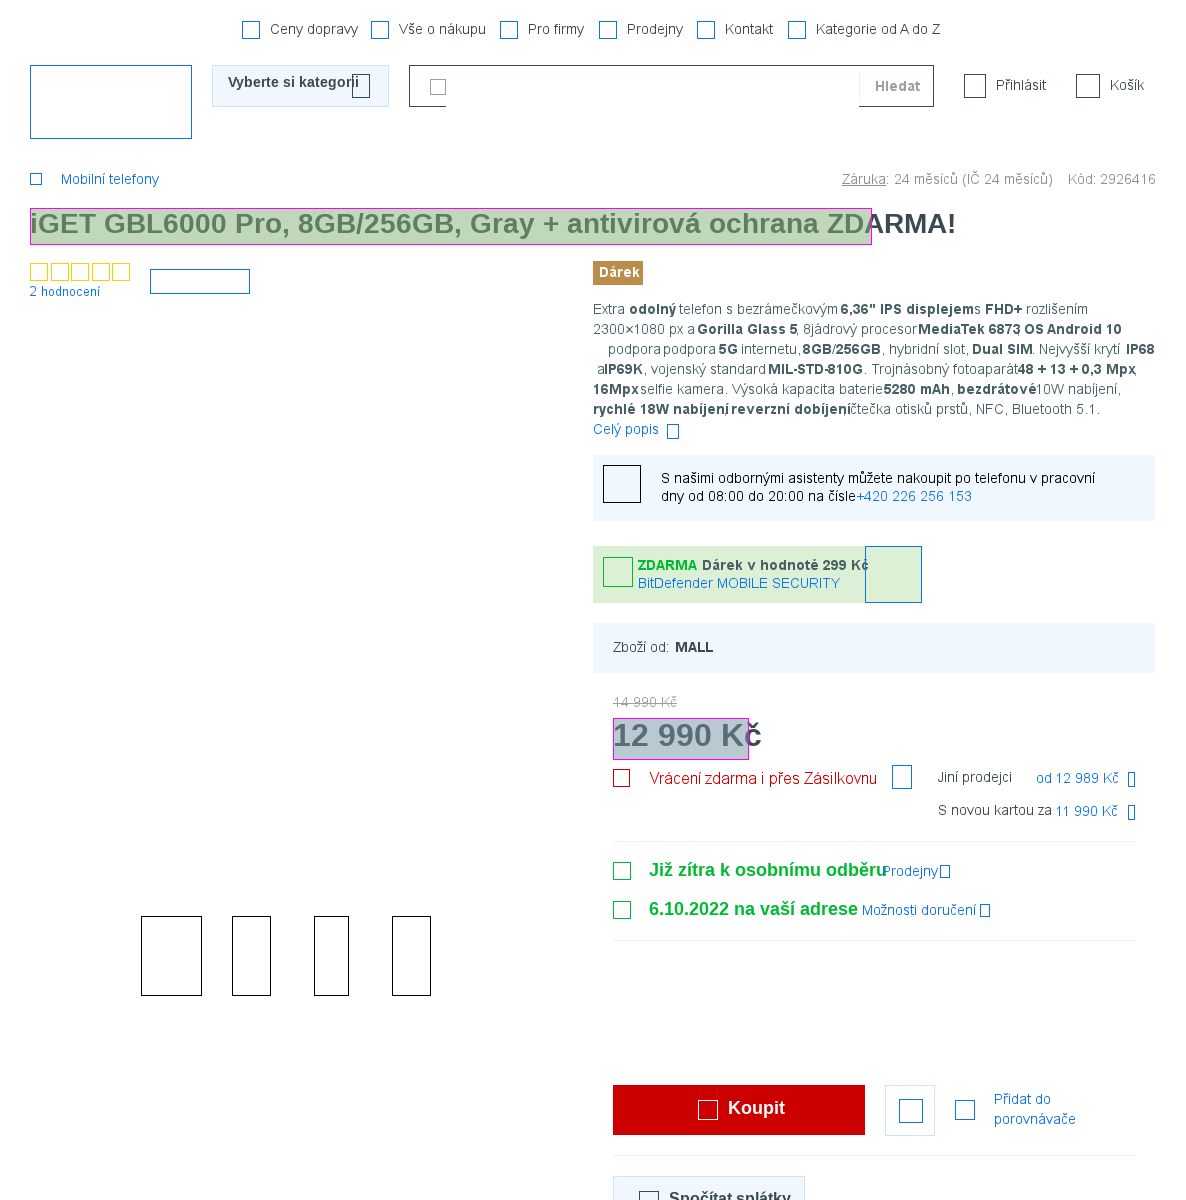 Ceny dopravy Vše o nákupu Pro firmy Prodejny Kontakt Kategorie od A do Z
Vyberte si kategorii Hledat Přihlásit Košík
Mobilní telefony Záruka: 24 měsíců (IČ 24 měsíců) Kód: 2926416
iGET GBL6000 Pro, 8GB/256GB, Gray + antivirová ochrana ZDARMA!
2 hodnocení
Dárek
Extra odolný telefon s bezrámečkovým 6,36" IPS displejem s FHD+ rozlišením
2300×1080 px a Gorilla Glass 5, 8jádrový procesor MediaTek 6873, OS Android 10
podpora podpora 5G internetu, 8GB/256GB, hybridní slot, Dual SIM. Nejvyšší krytí IP68
a IP69K, vojenský standard MIL-STD-810G. Trojnásobný fotoaparát 48 + 13 + 0,3 Mpx,
16Mpx selfie kamera. Výsoká kapacita baterie 5280 mAh, bezdrátové 10W nabíjení,
rychlé 18W nabíjení, reverzní dobíjení čtečka otisků prstů, NFC, Bluetooth 5.1.
Celý popis
S našimi odbornými asistenty můžete nakoupit po telefonu v pracovní
dny od 08:00 do 20:00 na čísle +420 226 256 153
ZDARMA Dárek v hodnotě 299 Kč
BitDefender MOBILE SECURITY
Zboží od: MALL
14 990 Kč
12 990 Kč
Vrácení zdarma i přes Zásilkovnu
Jiní prodejci od 12 989 Kč
S novou kartou za 11 990 Kč
Již zítra k osobnímu odběru Prodejny
6.10.2022 na vaší adrese Možnosti doručení
Koupit
Přidat do
porovnávače
Spočítat splátky